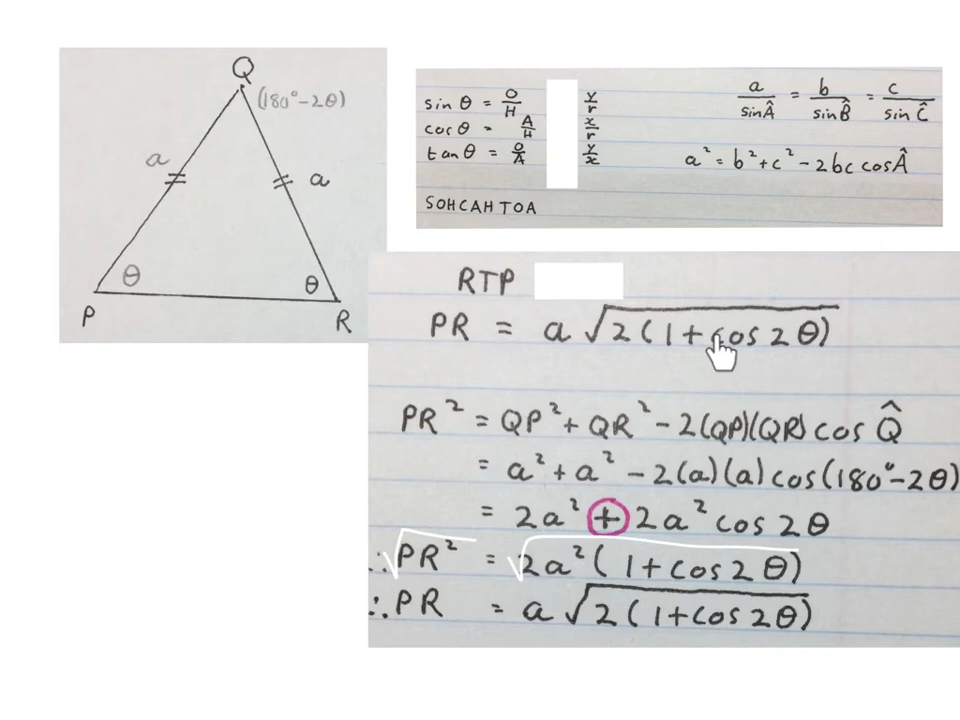 Q
(180°-2θ)
a
a
θ
θ
P
R
sin θ = O/H y/r
cos θ = A/H x/r
tan θ = O/A y/x
SOHCAHTOA
a/sin Â = b/sin B̂ = c/sin Ĉ
a² = b² + c² - 2bc cos Â
RTP
PR = a√(2(1+cos 2θ))
PR² = QP² + QR² - 2(QP)(QR) cos Q̂
= a² + a² - 2(a)(a) cos(180°-2θ)
= 2a² + 2a² cos 2θ
∴ √PR² = √(2a²(1+cos 2θ))
∴ PR = a√(2(1+cos 2θ))